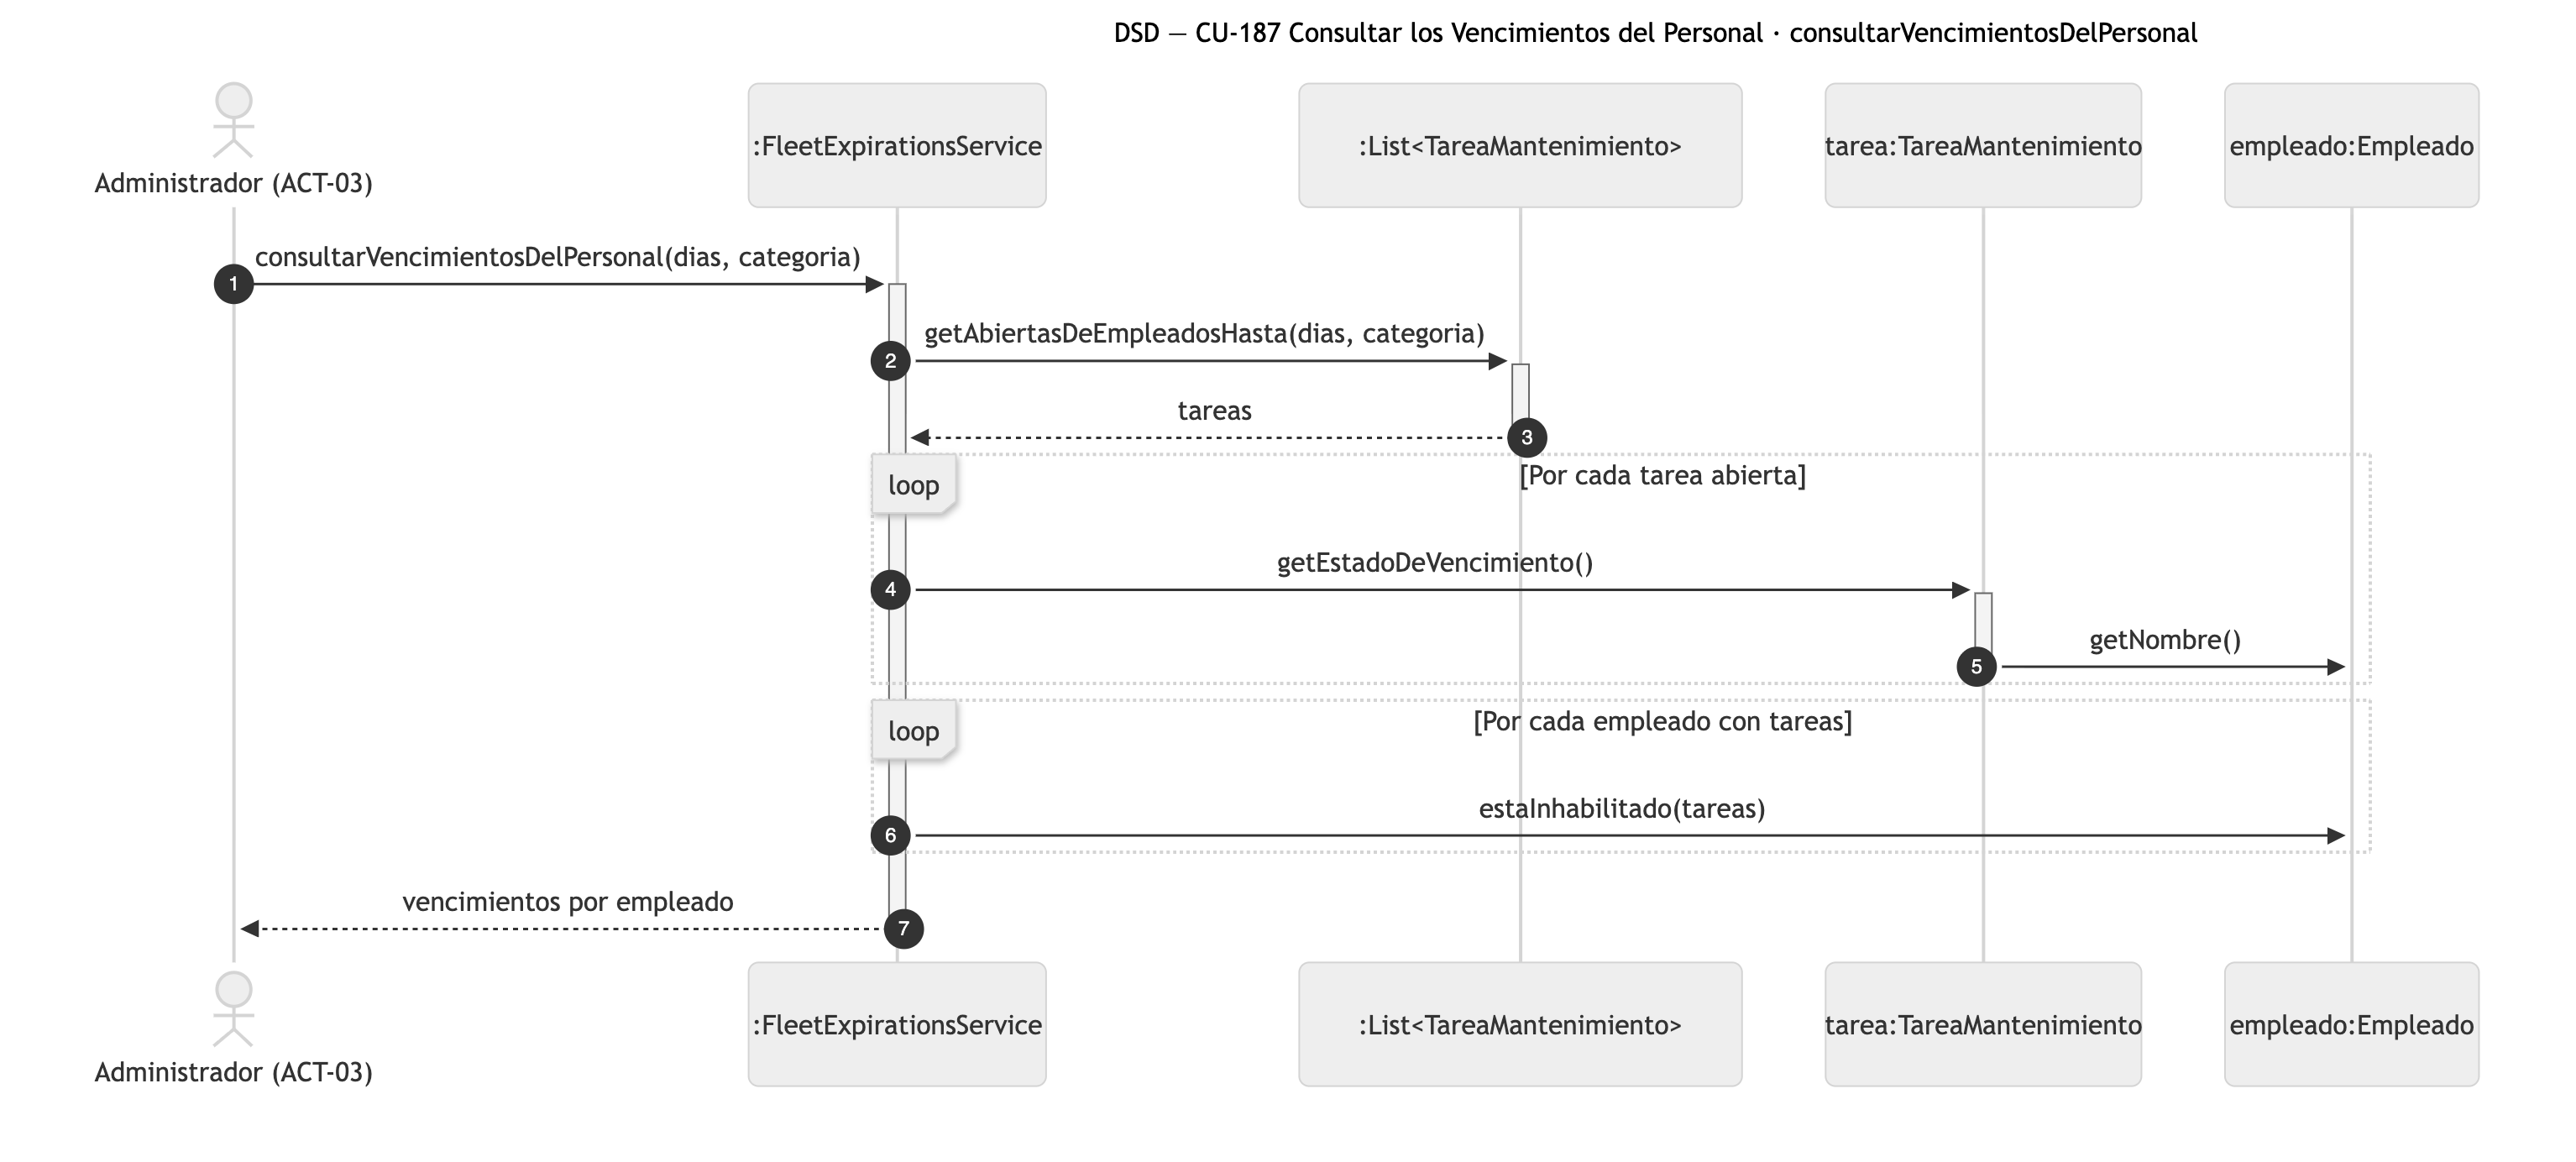 DSD — CU-187 Consultar los Vencimientos del Personal · consultarVencimientosDelPersonal
Administrador (ACT-03)
:FleetExpirationsService
:List<TareaMantenimiento>
tarea:TareaMantenimiento
empleado:Empleado
consultarVencimientosDelPersonal(dias, categoria)
1
getAbiertasDeEmpleadosHasta(dias, categoria)
2
tareas
3
loop
[Por cada tarea abierta]
getEstadoDeVencimiento()
4
getNombre()
5
loop
[Por cada empleado con tareas]
estaInhabilitado(tareas)
6
vencimientos por empleado
7
Administrador (ACT-03)
:FleetExpirationsService
:List<TareaMantenimiento>
tarea:TareaMantenimiento
empleado:Empleado